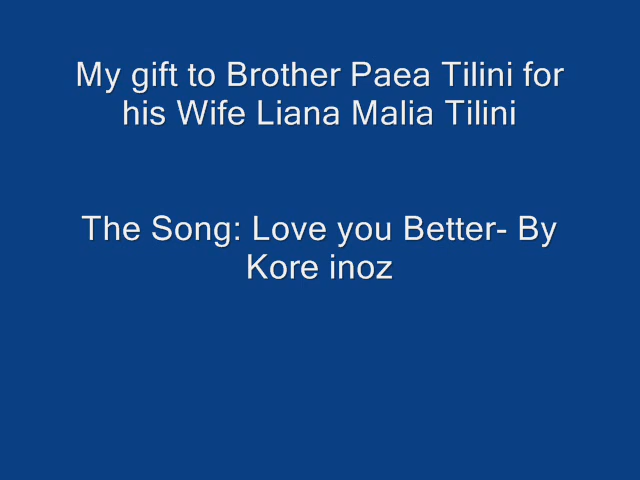 My gift to Brother Paea Tilini for
his Wife Liana Malia Tilini
The Song: Love you Better- By
Kore inoz